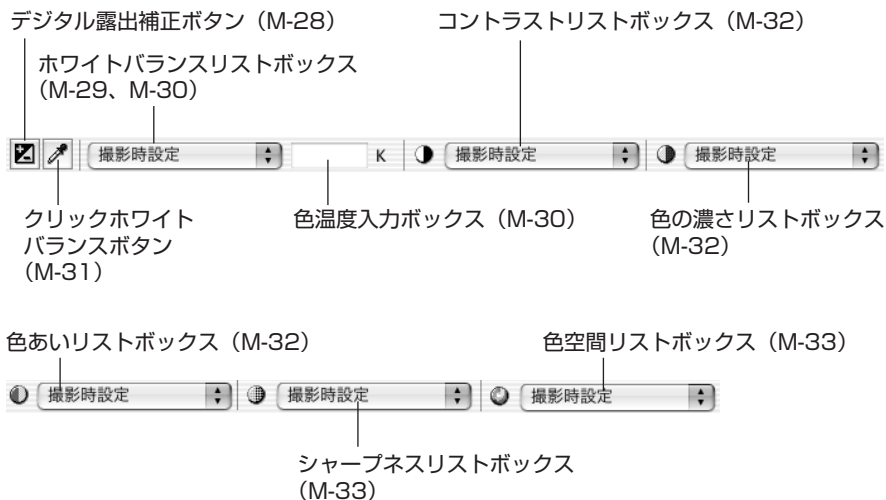 デジタル露出補正ボタン（M-28）
コントラストリストボックス（M-32）
ホワイトバランスリストボックス
（M-29、M-30）
撮影時設定
K
撮影時設定
撮影時設定
クリックホワイト
バランスボタン
（M-31）
色温度入力ボックス（M-30）
色の濃さリストボックス
（M-32）
色あいリストボックス（M-32）
色空間リストボックス（M-33）
撮影時設定
撮影時設定
撮影時設定
シャープネスリストボックス
（M-33）